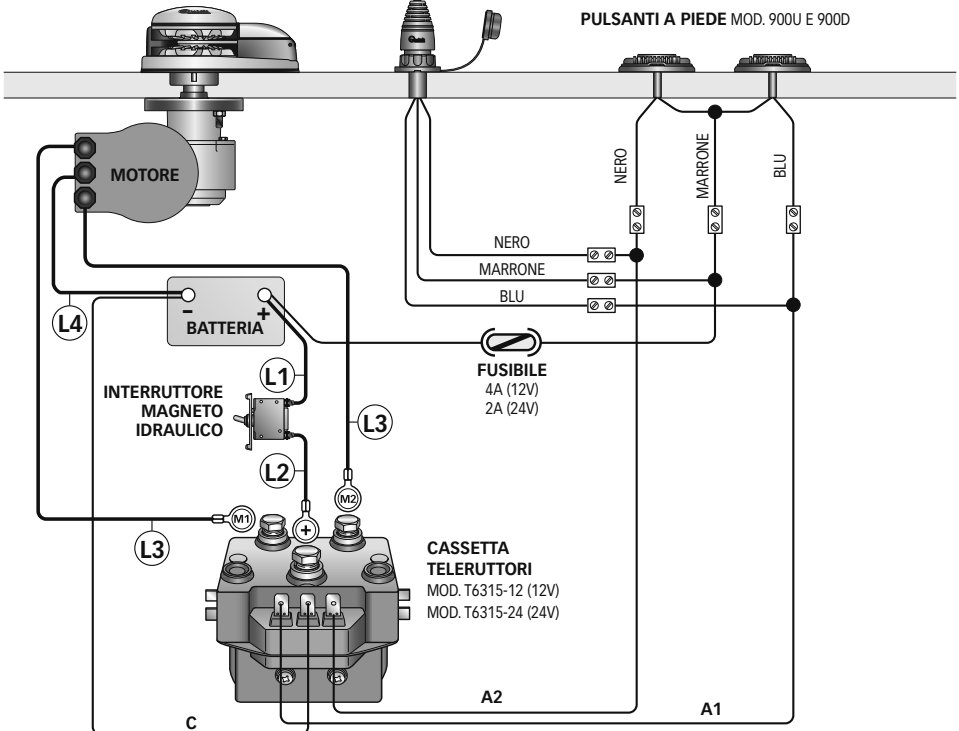 PULSANTI A PIEDE MOD. 900U E 900D
NERO
MARRONE
BLU
MOTORE
NERO
MARRONE
BLU
L4
−
+
BATTERIA
FUSIBILE
4A (12V)
2A (24V)
L1
INTERRUTTORE
MAGNETO
IDRAULICO
L3
L2
M2
M1
+
L3
CASSETTA
TELERUTTORI
MOD. T6315-12 (12V)
MOD. T6315-24 (24V)
A2
A1
C